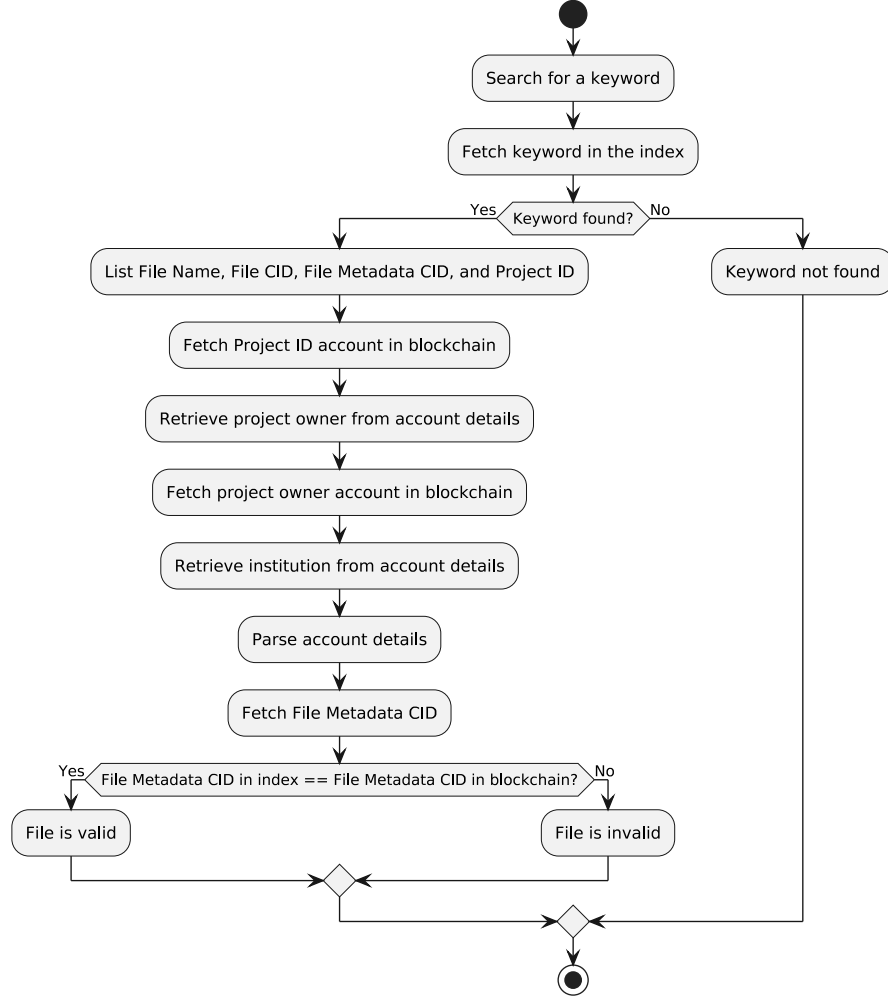 Search for a keyword
Fetch keyword in the index
Yes
Keyword found?
No
List File Name, File CID, File Metadata CID, and Project ID
Keyword not found
Fetch Project ID account in blockchain
Retrieve project owner from account details
Fetch project owner account in blockchain
Retrieve institution from account details
Parse account details
Fetch File Metadata CID
Yes
File Metadata CID in index == File Metadata CID in blockchain?
No
File is valid
File is invalid